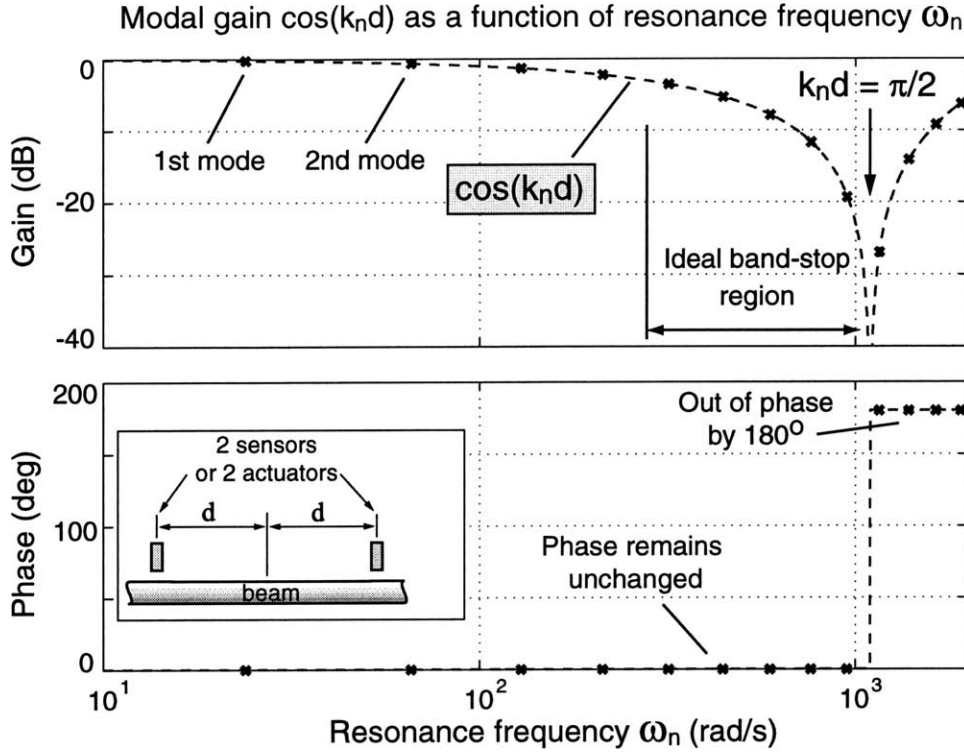 Modal gain cos(kₙd) as a function of resonance frequency ωₙ
Gain (dB)
0
-20
-40
1st mode
2nd mode
cos(kₙd)
kₙd = π/2
Ideal band-stop
region
Phase (deg)
200
100
0
2 sensors
or 2 actuators
d
d
beam
Out of phase
by 180°
Phase remains
unchanged
10¹
10²
10³
Resonance frequency ωₙ (rad/s)